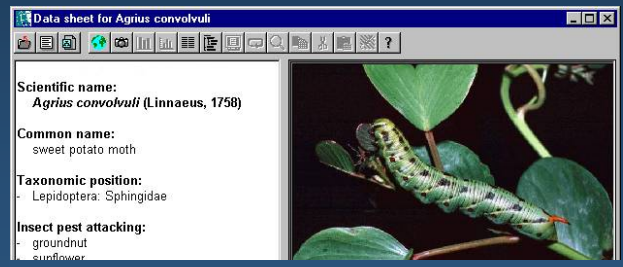 Data sheet for Agrius convolvuli
?
Scientific name:
Agrius convolvuli (Linnaeus, 1758)
Common name:
sweet potato moth
Taxonomic position:
- Lepidoptera: Sphingidae
Insect pest attacking:
- groundnut
- sunflower